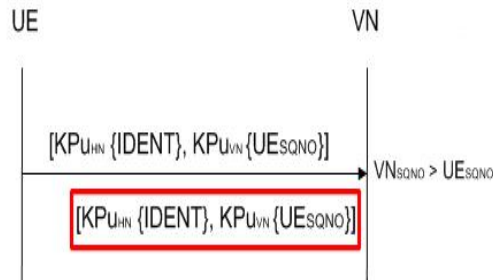 UE VN
[KPuHN {IDENT}, KPuVN {UESQNO}]
VNSQNO > UESQNO
[KPuHN {IDENT}, KPuVN {UESQNO}]